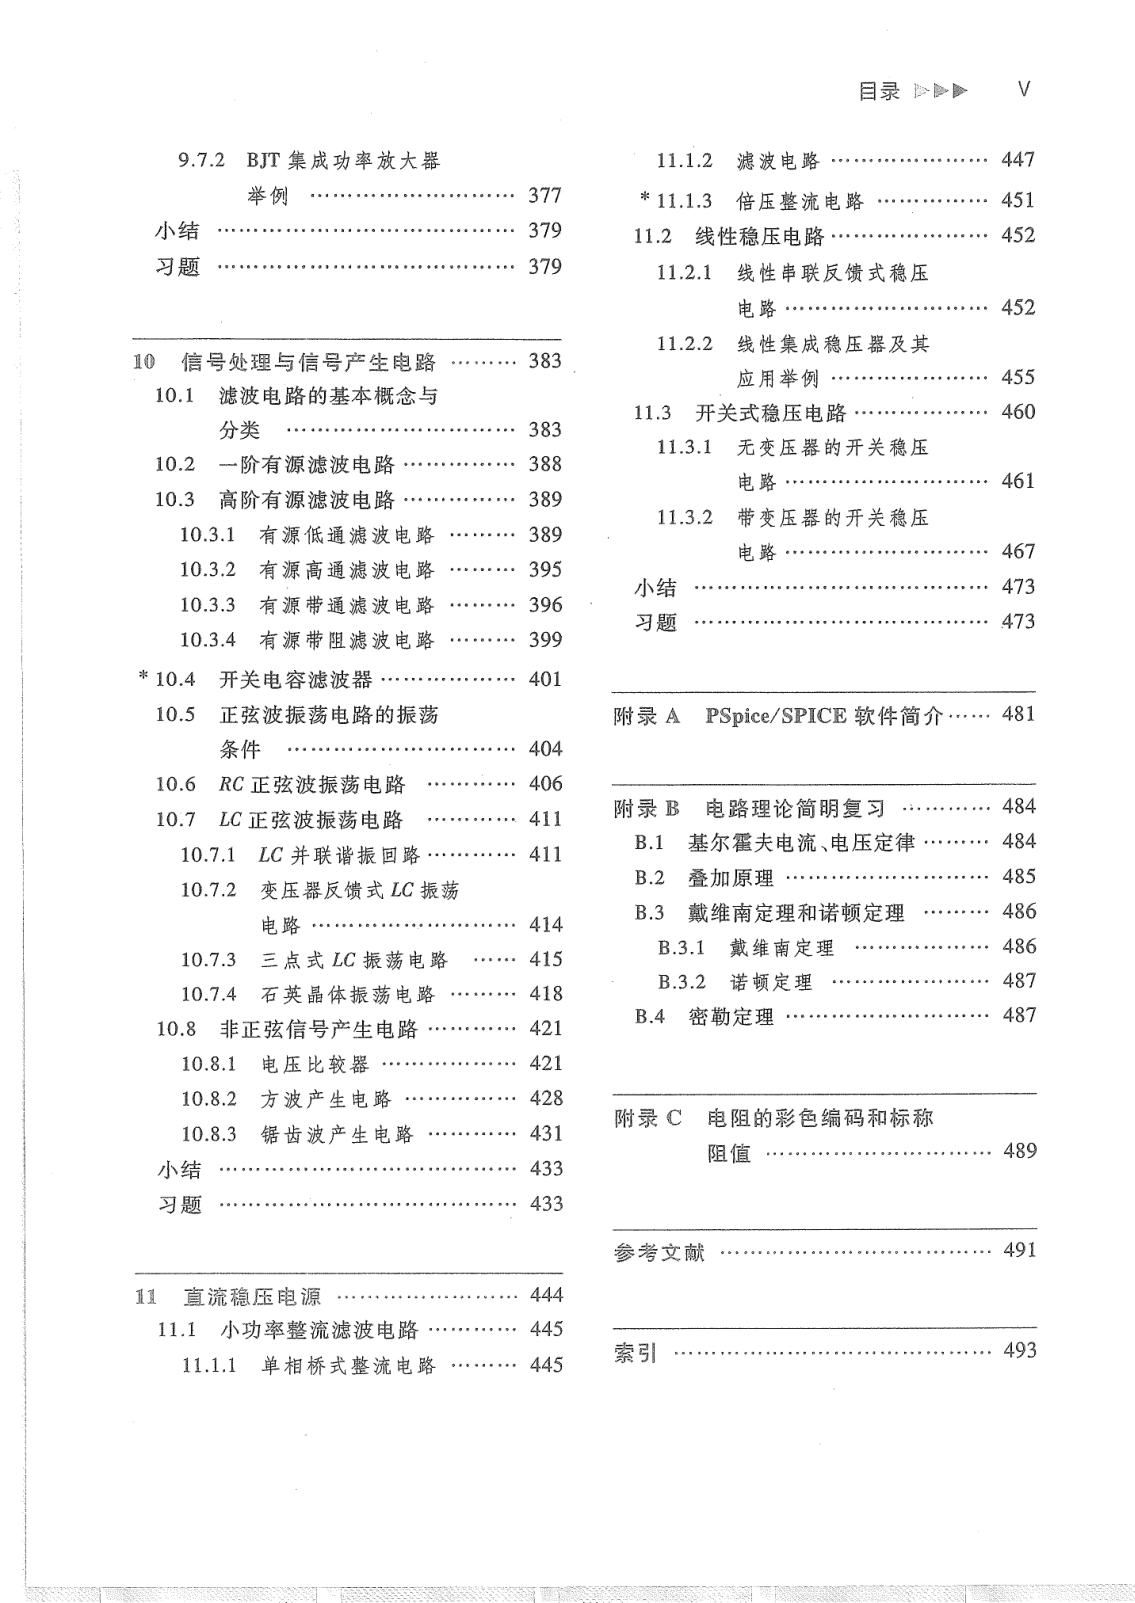 目录 V
9.7.2 BJT 集成功率放大器
举例 ………………………… 377
小结 ………………………………… 379
习题 ………………………………… 379
10 信号处理与信号产生电路 ……… 383
10.1 滤波电路的基本概念与
分类 ………………………… 383
10.2 一阶有源滤波电路 …………… 388
10.3 高阶有源滤波电路 …………… 389
10.3.1 有源低通滤波电路 ……… 389
10.3.2 有源高通滤波电路 ……… 395
10.3.3 有源带通滤波电路 ……… 396
10.3.4 有源带阻滤波电路 ……… 399
*10.4 开关电容滤波器 ……………… 401
10.5 正弦波振荡电路的振荡
条件 ………………………… 404
10.6 RC 正弦波振荡电路 ………… 406
10.7 LC 正弦波振荡电路 ………… 411
10.7.1 LC 并联谐振回路 ………… 411
10.7.2 变压器反馈式 LC 振荡
电路 ……………………… 414
10.7.3 三点式 LC 振荡电路 …… 415
10.7.4 石英晶体振荡电路 ……… 418
10.8 非正弦信号产生电路 ………… 421
10.8.1 电压比较器 ……………… 421
10.8.2 方波产生电路 …………… 428
10.8.3 锯齿波产生电路 ………… 431
小结 ………………………………… 433
习题 ………………………………… 433
11 直流稳压电源 …………………… 444
11.1 小功率整流滤波电路 ………… 445
11.1.1 单相桥式整流电路 ……… 445
11.1.2 滤波电路 ………………… 447
*11.1.3 倍压整流电路 …………… 451
11.2 线性稳压电路 ………………… 452
11.2.1 线性串联反馈式稳压
电路 ……………………… 452
11.2.2 线性集成稳压器及其
应用举例 ………………… 455
11.3 开关式稳压电路 ……………… 460
11.3.1 无变压器的开关稳压
电路 ……………………… 461
11.3.2 带变压器的开关稳压
电路 ……………………… 467
小结 ………………………………… 473
习题 ………………………………… 473
附录 A PSpice/SPICE 软件简介 …… 481
附录 B 电路理论简明复习 ………… 484
B.1 基尔霍夫电流、电压定律 ……… 484
B.2 叠加原理 ……………………… 485
B.3 戴维南定理和诺顿定理 ……… 486
B.3.1 戴维南定理 ……………… 486
B.3.2 诺顿定理 ………………… 487
B.4 密勒定理 ……………………… 487
附录 C 电阻的彩色编码和标称
阻值 ………………………… 489
参考文献 ……………………………… 491
索引 …………………………………… 493